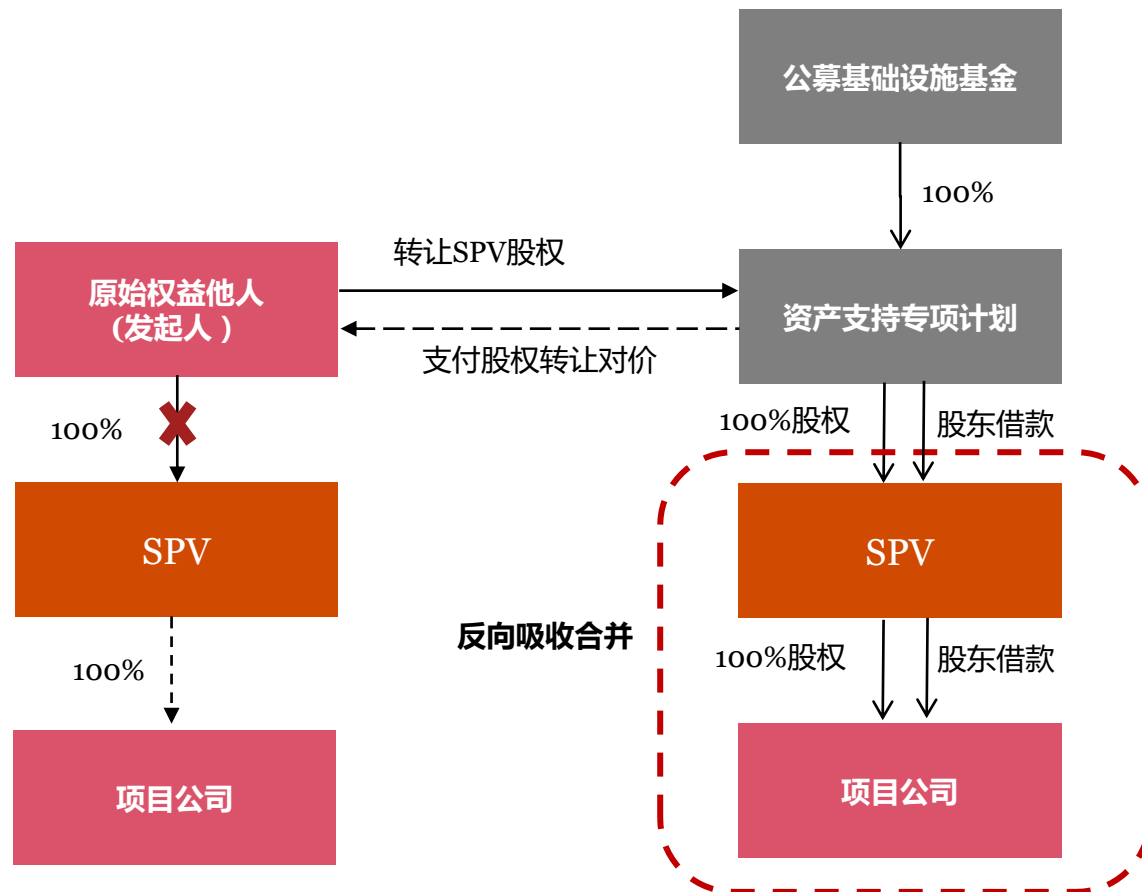 公募基础设施基金
100%
转让SPV股权
原始权益他人
(发起人）
资产支持专项计划
支付股权转让对价
100%
100%股权
股东借款
SPV
SPV
反向吸收合并
100%
100%股权
股东借款
项目公司
项目公司